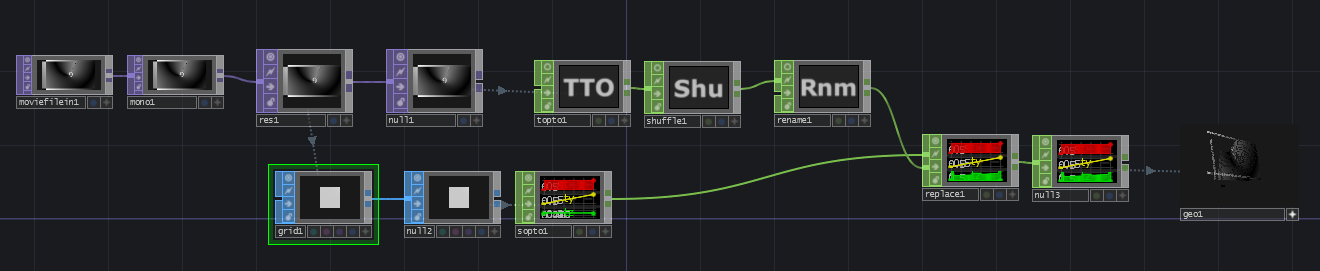 moviefilein1
mono1
res1
null1
TTO
topto1
Shu
shuffle1
Rnm
rename1
grid1
null2
sopto1
replace1
null3
geo1